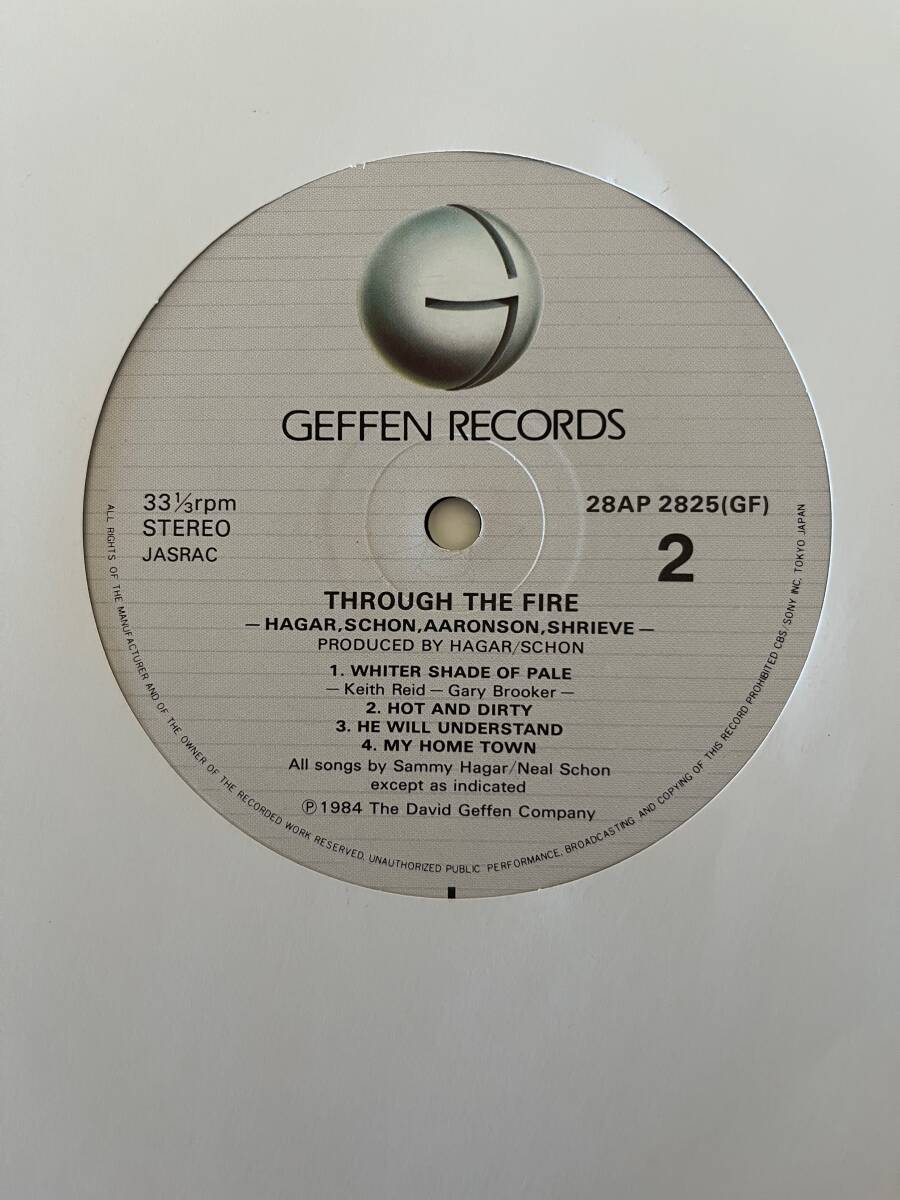 GEFFEN RECORDS
33⅓rpm
STEREO
JASRAC
28AP 2825(GF)
2
THROUGH THE FIRE
—HAGAR,SCHON,AARONSON,SHRIEVE—
PRODUCED BY HAGAR/SCHON
1. WHITER SHADE OF PALE
—Keith Reid—Gary Brooker—
2. HOT AND DIRTY
3. HE WILL UNDERSTAND
4. MY HOME TOWN
All songs by Sammy Hagar/Neal Schon
except as indicated
Ⓟ1984 The David Geffen Company
ALL RIGHTS OF THE MANUFACTURER AND OF THE OWNER OF THE RECORDED WORK RESERVED. UNAUTHORIZED PUBLIC PERFORMANCE, BROADCASTING AND COPYING OF THIS RECORD PROHIBITED CBS/SONY INC. TOKYO JAPAN